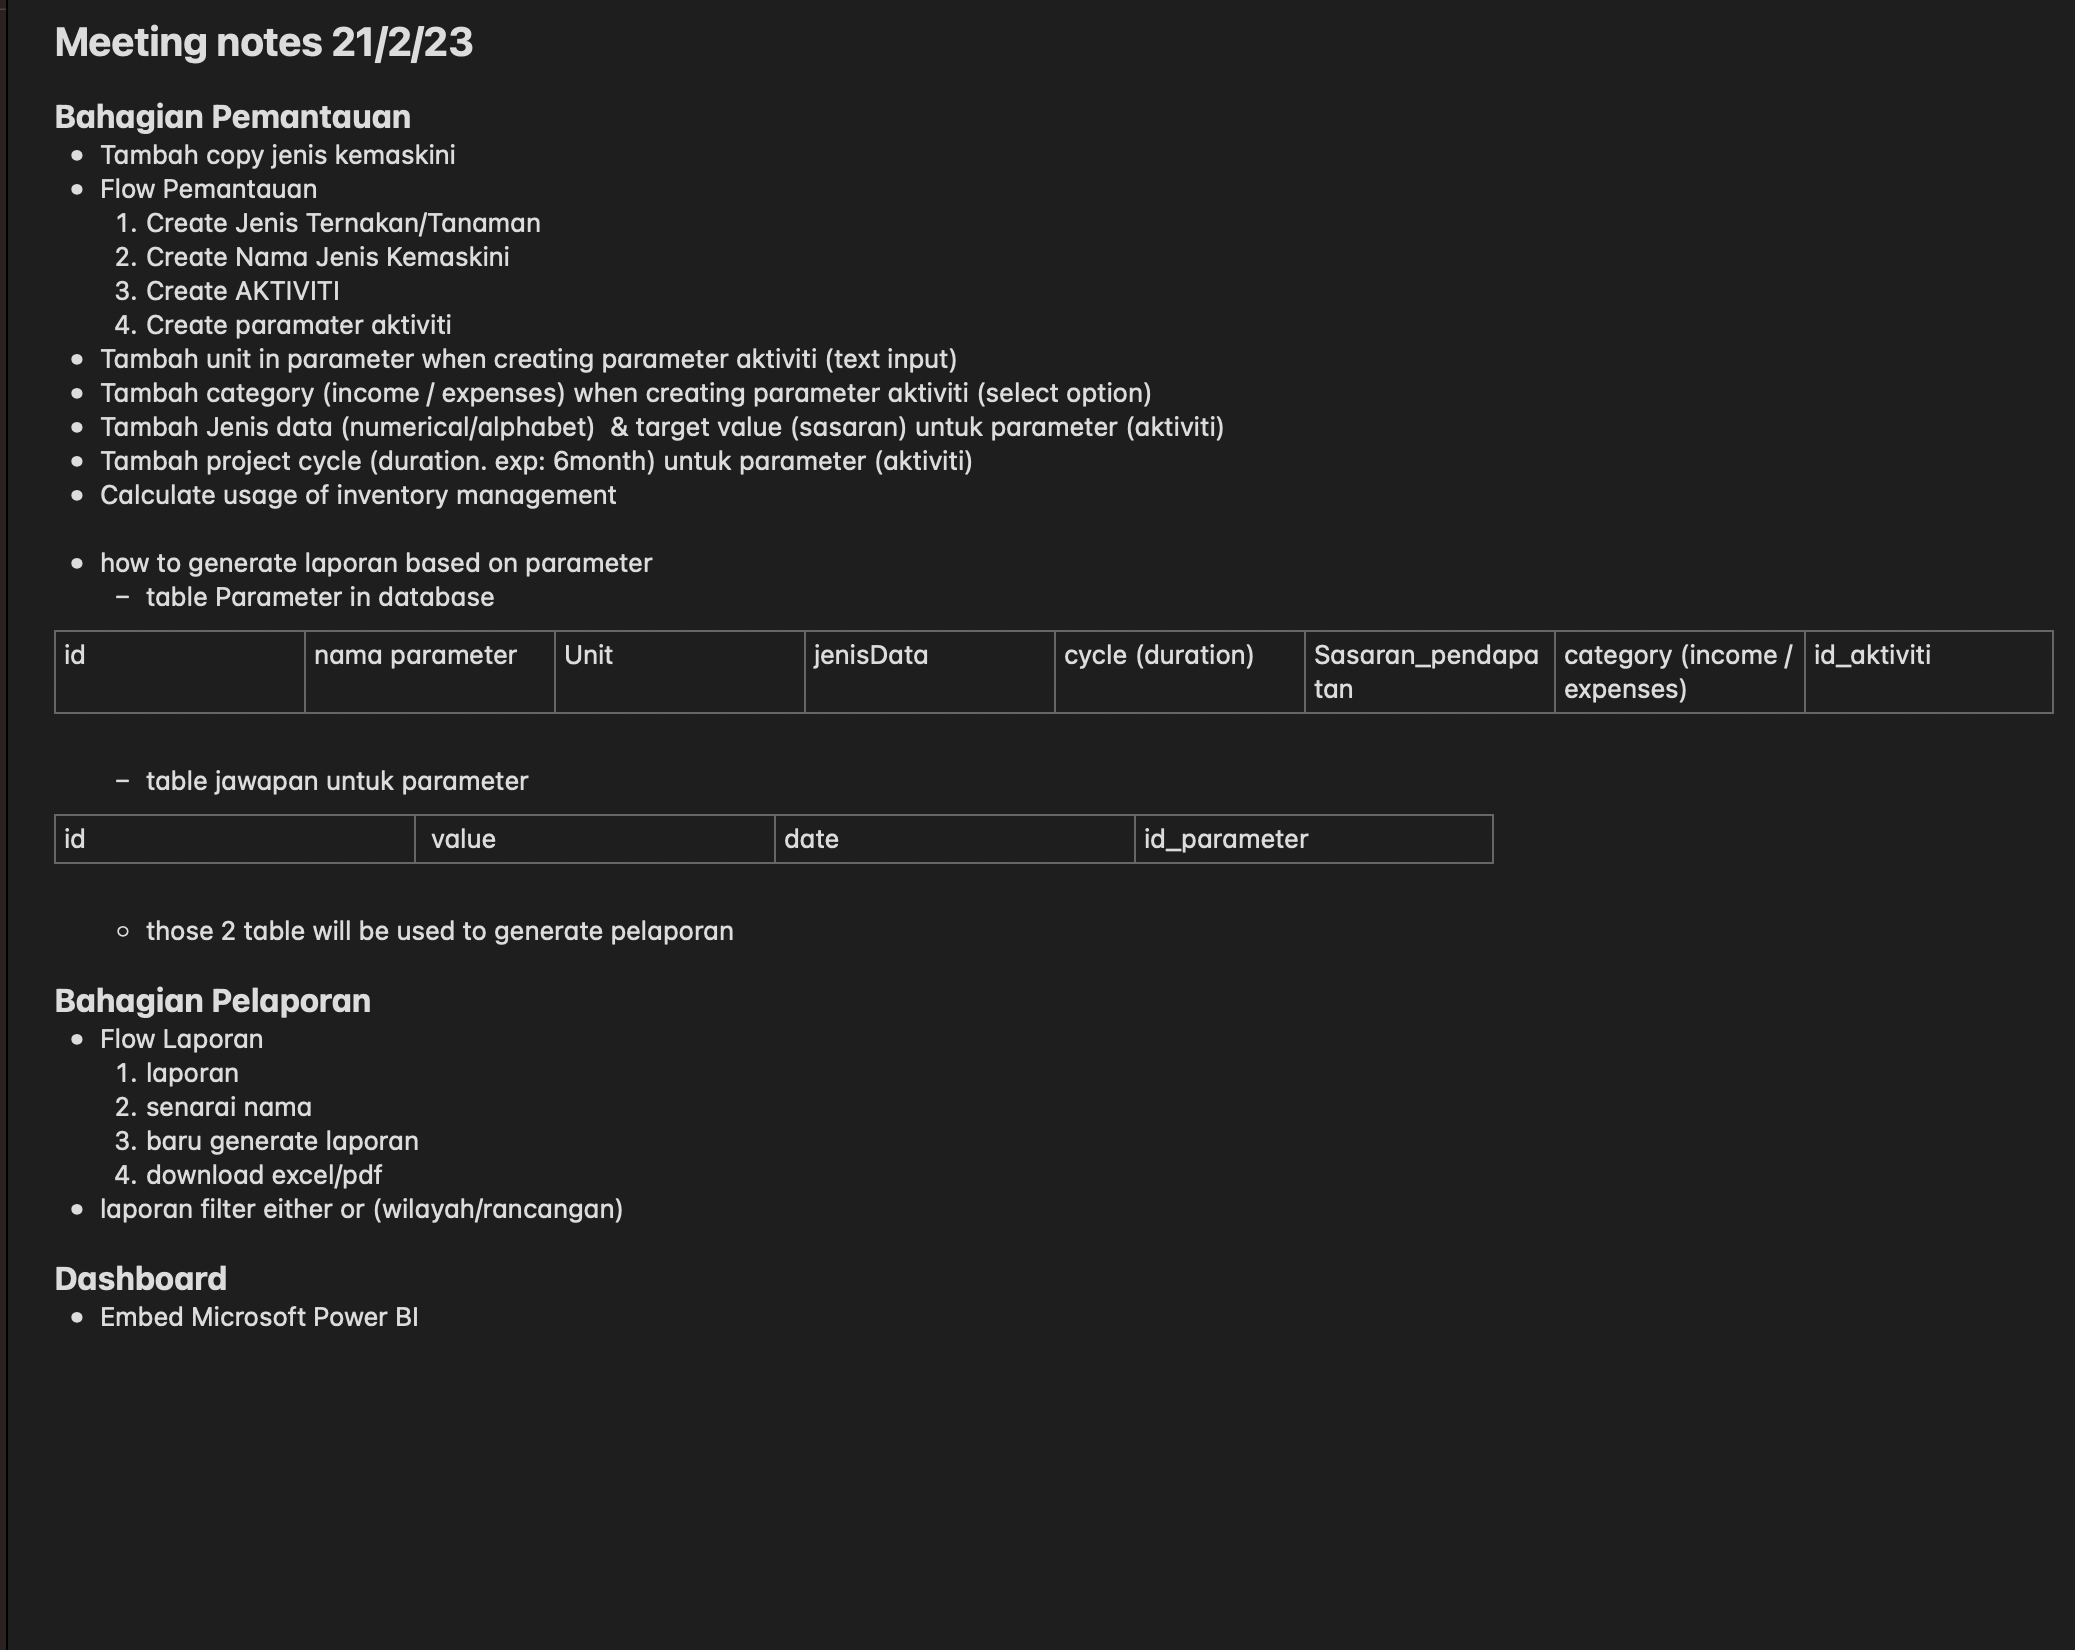 Meeting notes 21/2/23
Bahagian Pemantauan
• Tambah copy jenis kemaskini
• Flow Pemantauan
1. Create Jenis Ternakan/Tanaman
2. Create Nama Jenis Kemaskini
3. Create AKTIVITI
4. Create paramater aktiviti
• Tambah unit in parameter when creating parameter aktiviti (text input)
• Tambah category (income / expenses) when creating parameter aktiviti (select option)
• Tambah Jenis data (numerical/alphabet)  & target value (sasaran) untuk parameter (aktiviti)
• Tambah project cycle (duration. exp: 6month) untuk parameter (aktiviti)
• Calculate usage of inventory management
• how to generate laporan based on parameter
– table Parameter in database
id nama parameter Unit jenisData cycle (duration) Sasaran_pendapa category (income / id_aktiviti
tan expenses)
– table jawapan untuk parameter
id value date id_parameter
◦ those 2 table will be used to generate pelaporan
Bahagian Pelaporan
• Flow Laporan
1. laporan
2. senarai nama
3. baru generate laporan
4. download excel/pdf
• laporan filter either or (wilayah/rancangan)
Dashboard
• Embed Microsoft Power BI